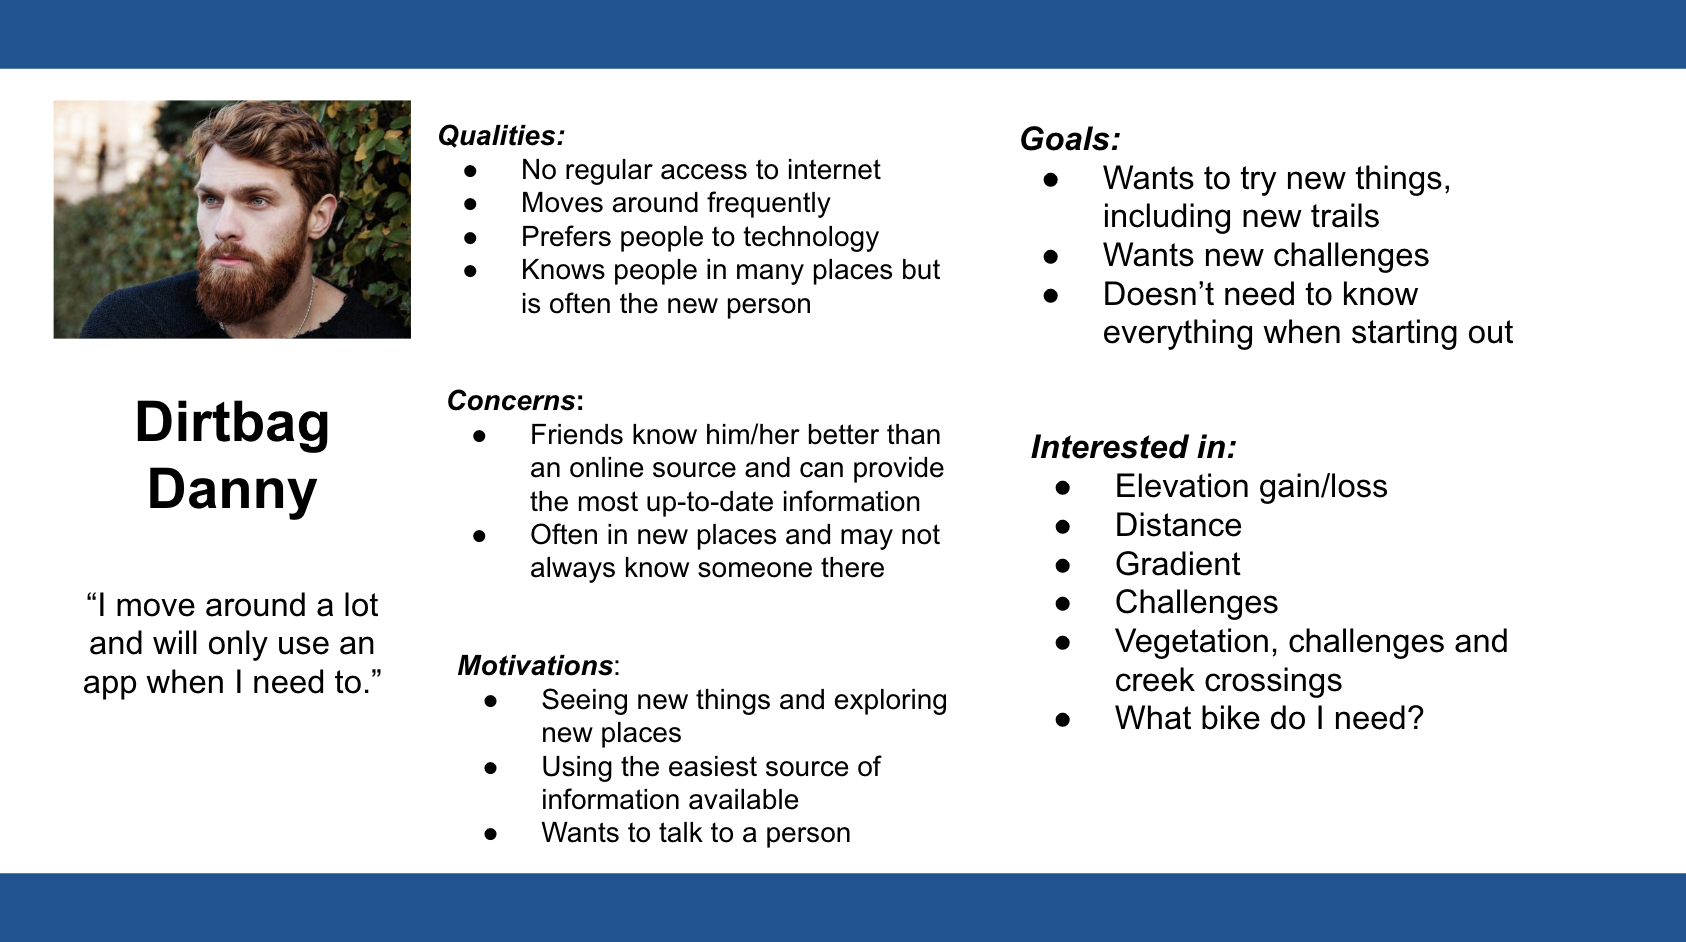 Dirtbag
Danny
“I move around a lot
and will only use an
app when I need to.”
Qualities:
● No regular access to internet
● Moves around frequently
● Prefers people to technology
● Knows people in many places but
is often the new person
Concerns:
● Friends know him/her better than
an online source and can provide
the most up-to-date information
● Often in new places and may not
always know someone there
Motivations:
● Seeing new things and exploring
new places
● Using the easiest source of
information available
● Wants to talk to a person
Goals:
● Wants to try new things,
including new trails
● Wants new challenges
● Doesn’t need to know
everything when starting out
Interested in:
● Elevation gain/loss
● Distance
● Gradient
● Challenges
● Vegetation, challenges and
creek crossings
● What bike do I need?